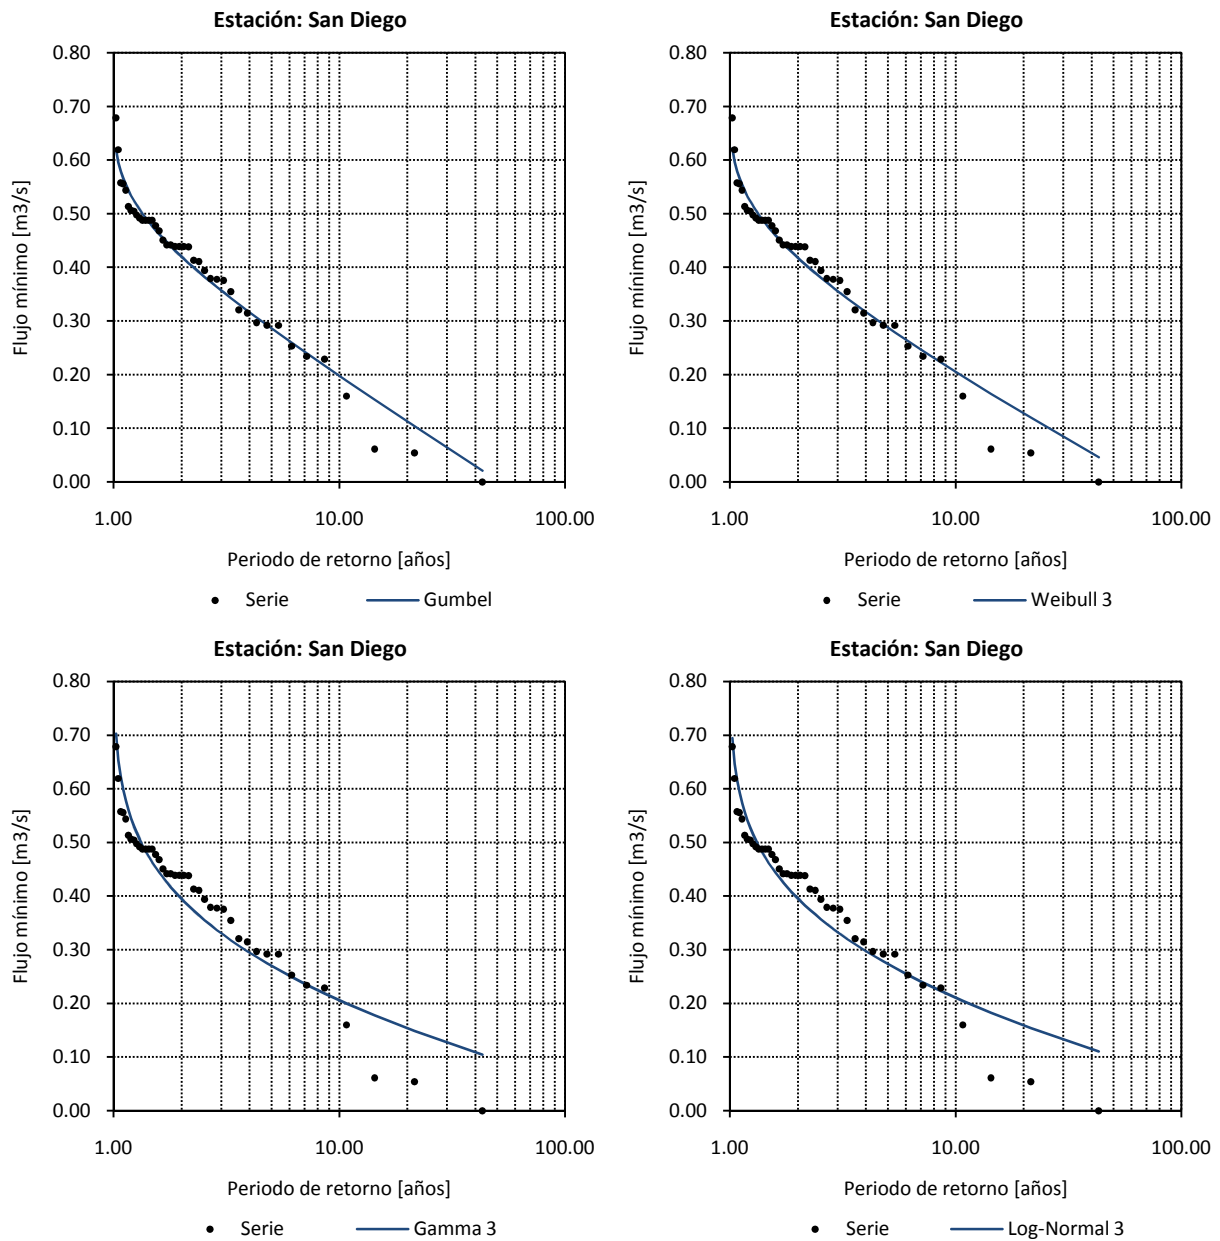 Estación: San Diego
0.80
0.70
0.60
0.50
0.40
0.30
0.20
0.10
0.00
Flujo mínimo [m3/s]
1.00 10.00 100.00
Periodo de retorno [años]
Serie Gumbel
Estación: San Diego
0.80
0.70
0.60
0.50
0.40
0.30
0.20
0.10
0.00
Flujo mínimo [m3/s]
1.00 10.00 100.00
Periodo de retorno [años]
Serie Weibull 3
Estación: San Diego
0.80
0.70
0.60
0.50
0.40
0.30
0.20
0.10
0.00
Flujo mínimo [m3/s]
1.00 10.00 100.00
Periodo de retorno [años]
Serie Gamma 3
Estación: San Diego
0.80
0.70
0.60
0.50
0.40
0.30
0.20
0.10
0.00
Flujo mínimo [m3/s]
1.00 10.00 100.00
Periodo de retorno [años]
Serie Log-Normal 3